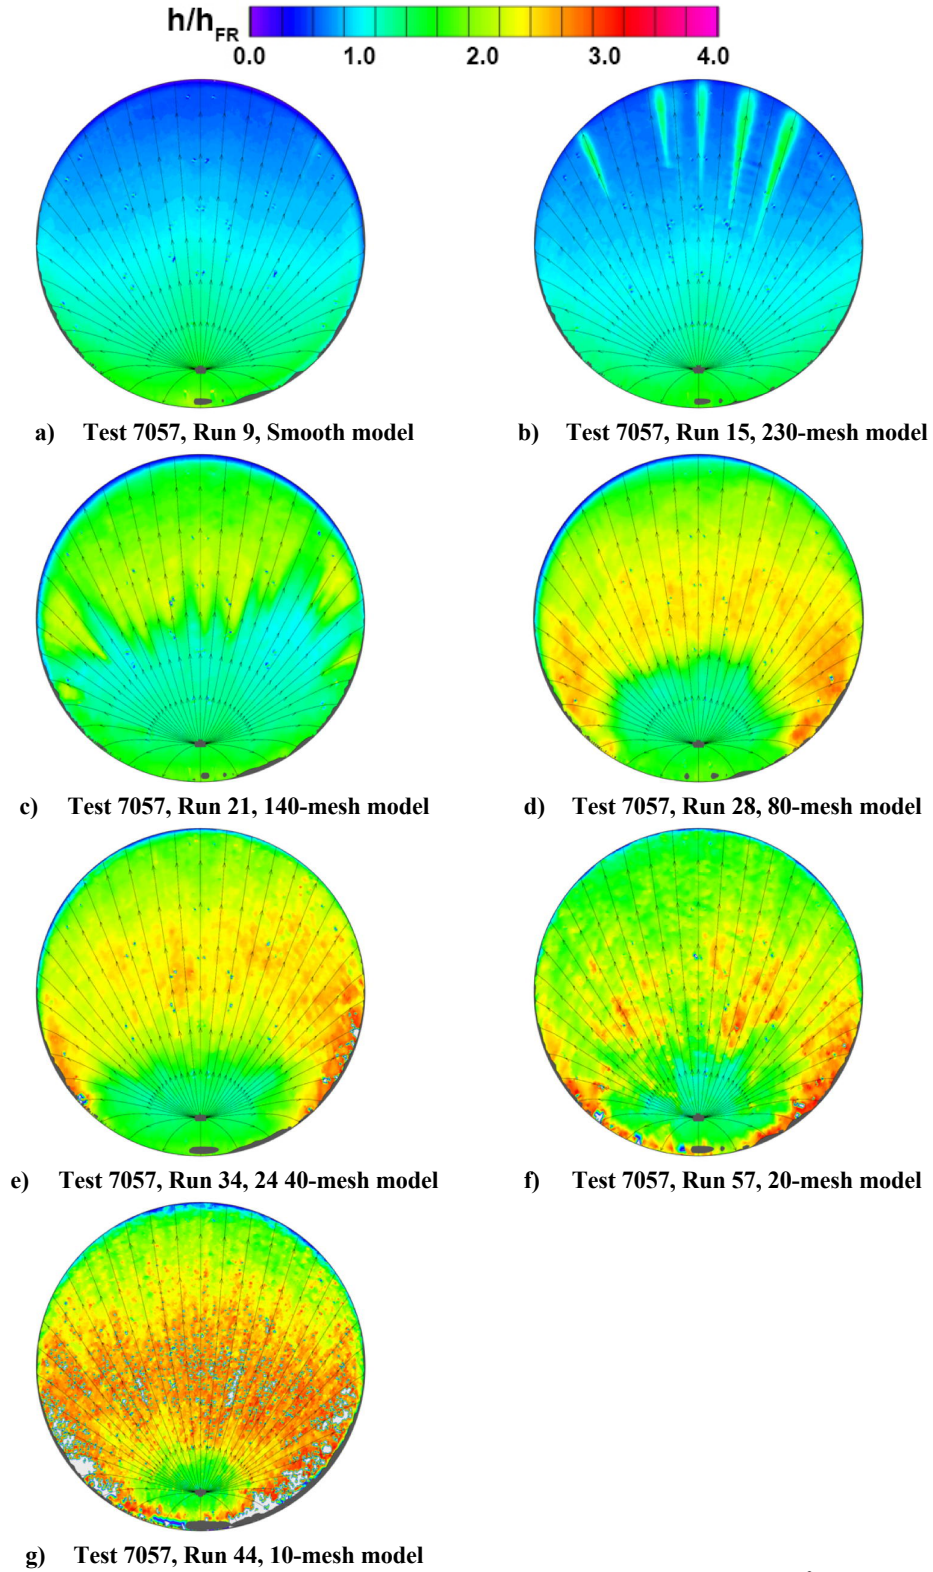 h/hFR
0.0 1.0 2.0 3.0 4.0
a) Test 7057, Run 9, Smooth model
b) Test 7057, Run 15, 230-mesh model
c) Test 7057, Run 21, 140-mesh model
d) Test 7057, Run 28, 80-mesh model
e) Test 7057, Run 34, 24 40-mesh model
f) Test 7057, Run 57, 20-mesh model
g) Test 7057, Run 44, 10-mesh model